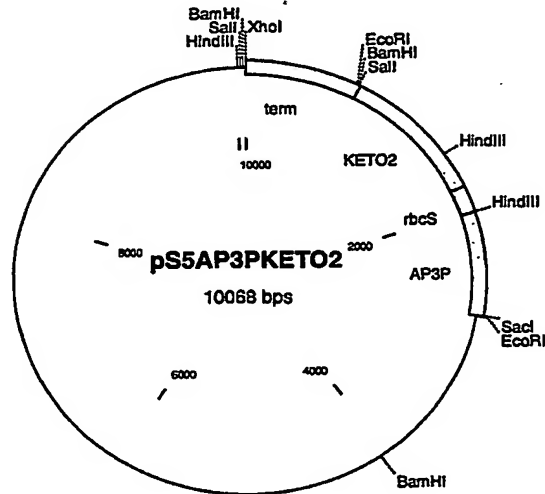 BamHI
SalI XhoI
HindIII
EcoRI
BamHI
SalI
term
10000
HindIII
KETO2
HindIII
rbcS
2000
8000
pS5AP3PKETO2
AP3P
10068 bps
SacI
EcoRI
6000
4000
BamHI